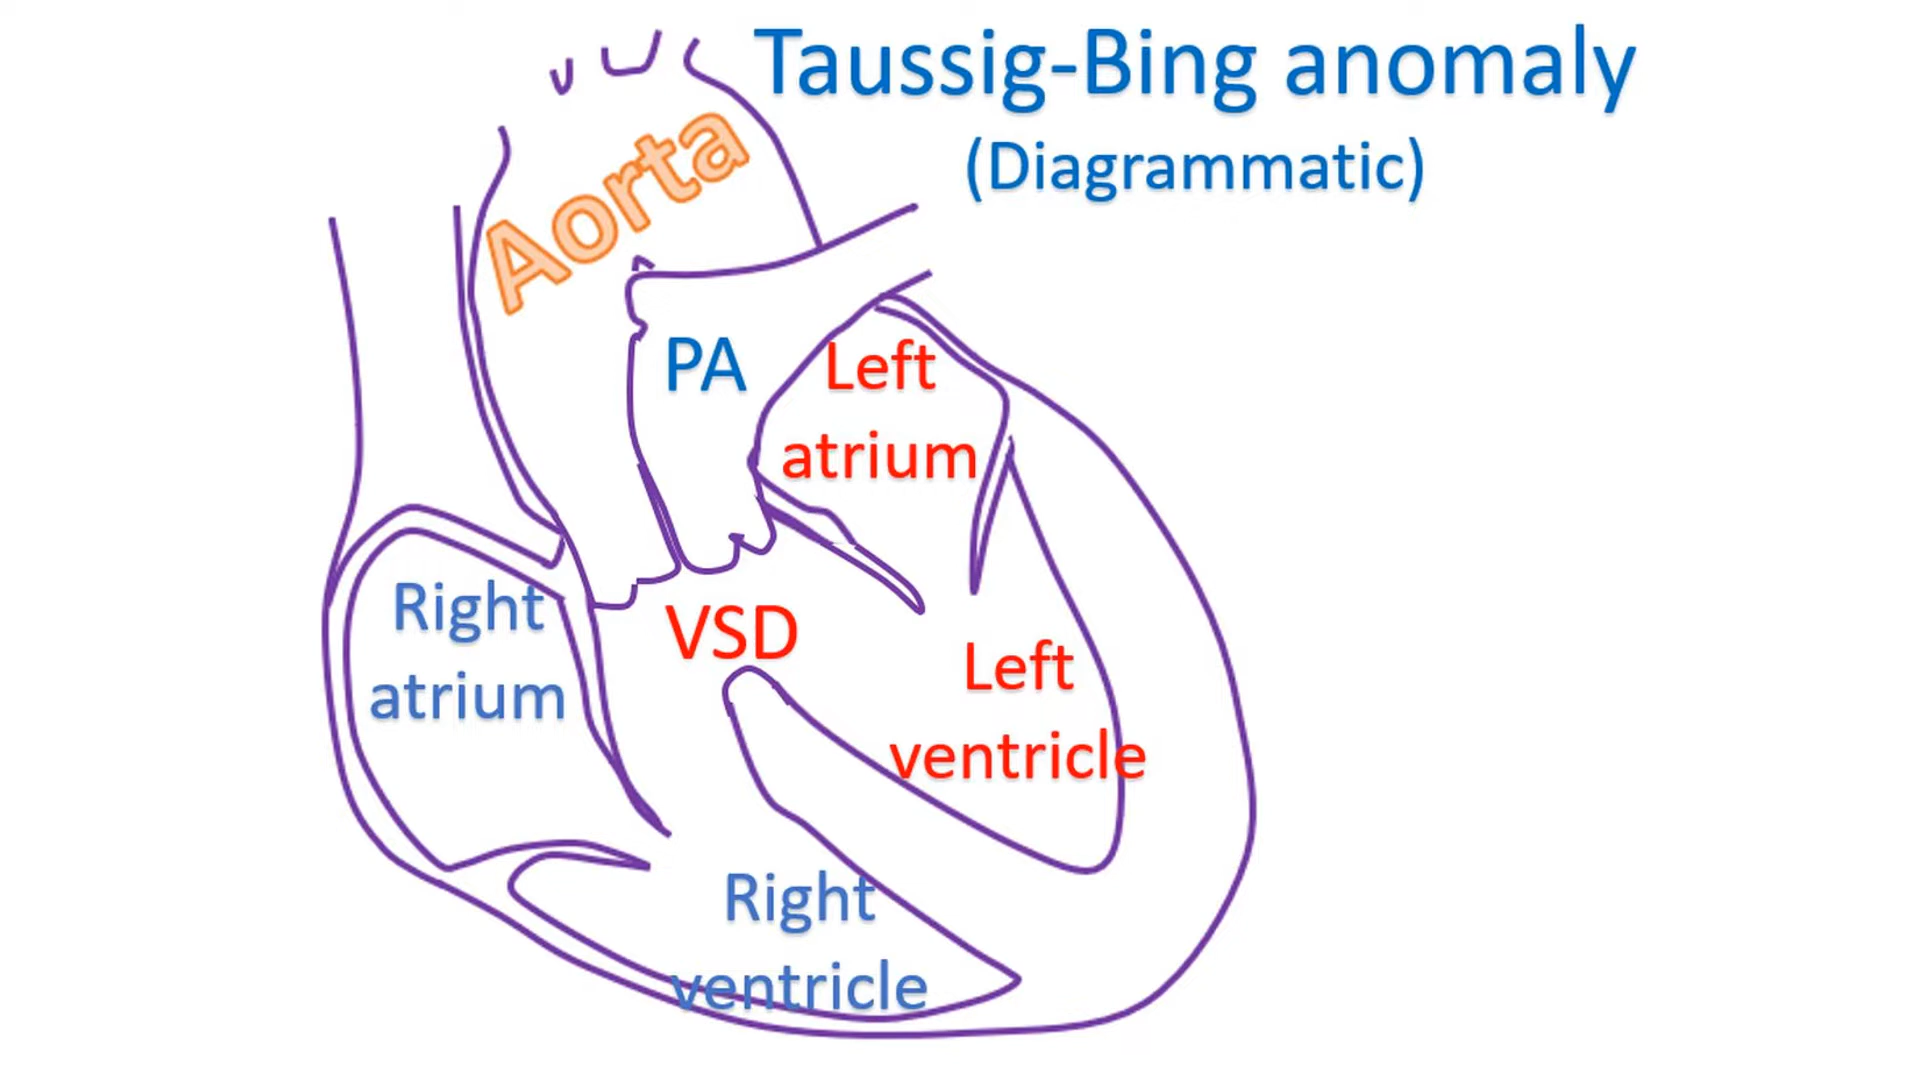 Taussig-Bing anomaly
(Diagrammatic)
Aorta
PA
Left
atrium
Right
atrium
VSD
Left
ventricle
Right
ventricle